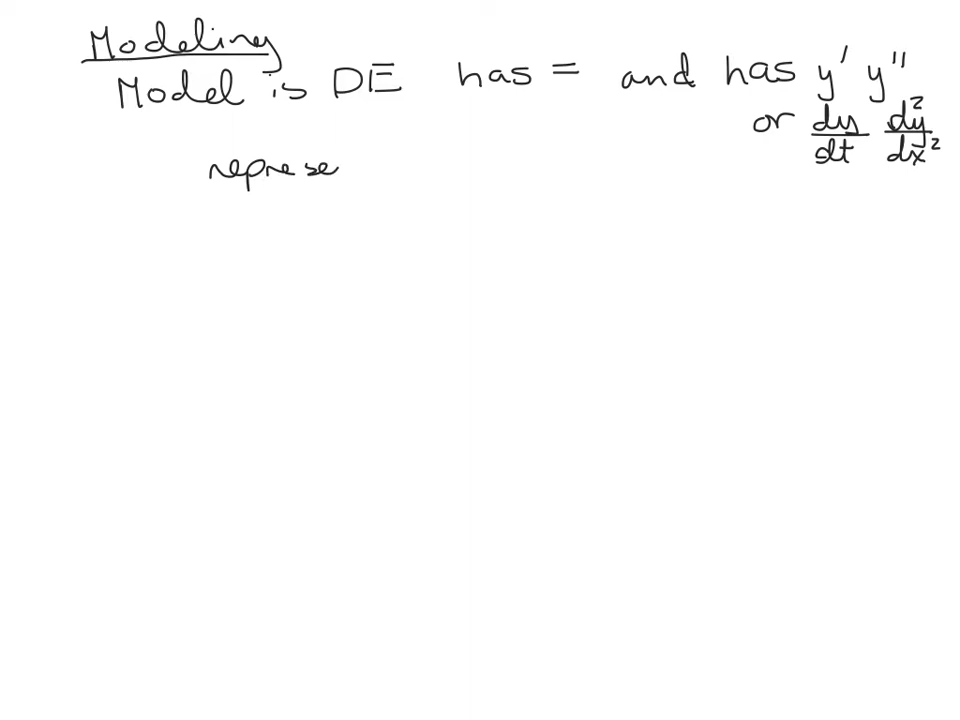 Modeling
Model is DE has = and has y' y"
or dy/dt d²y/dx²
represe